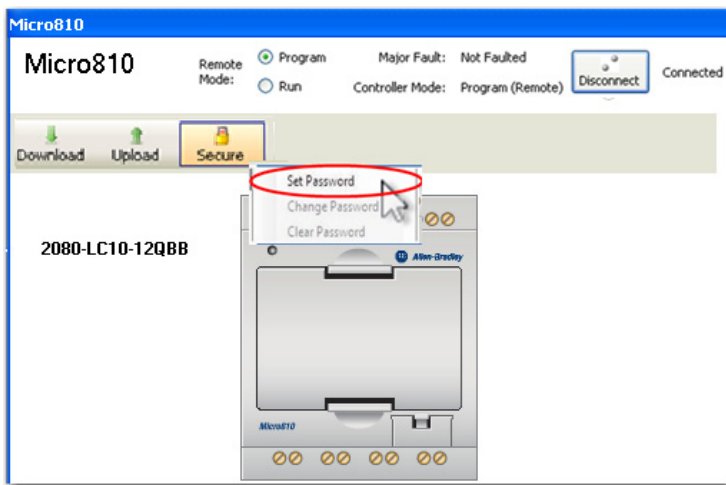 Micro810
Micro810
Remote Mode:
Program
Run
Major Fault: Not Faulted
Controller Mode: Program (Remote)
Disconnect
Connected
Download Upload Secure
Set Password
Change Password
Clear Password
2080-LC10-12QBB
Allen-Bradley
Micro810